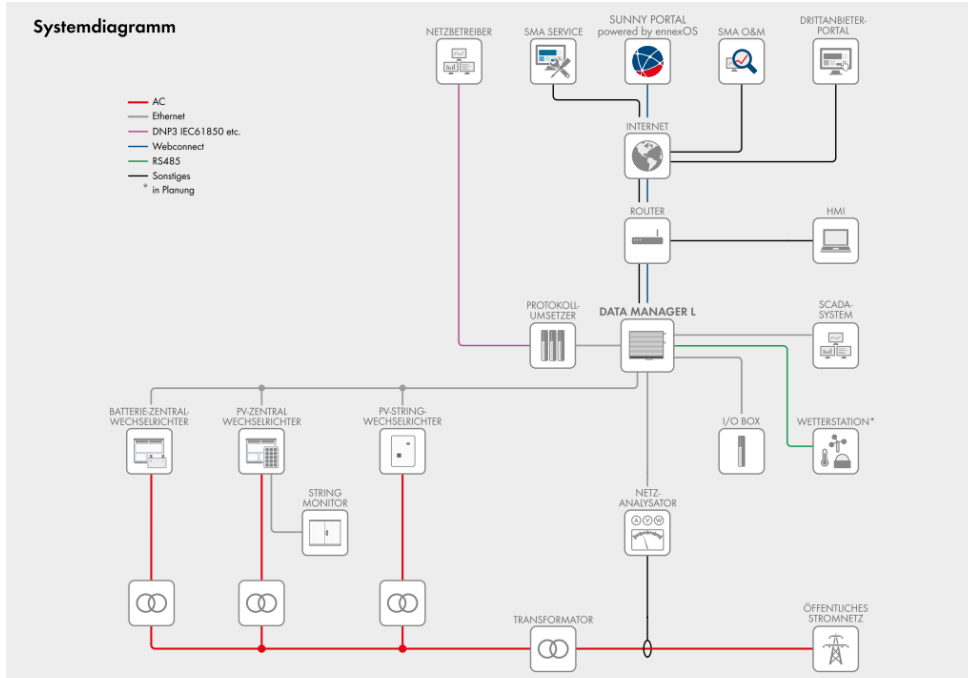 Systemdiagramm
NETZBETREIBER
SMA SERVICE
SUNNY PORTAL
powered by ennexOS
SMA O&M
DRITTANBIETER-
PORTAL
AC
Ethernet
DNP3 IEC61850 etc.
Webconnect
RS485
Sonstiges
* in Planung
INTERNET
ROUTER
HMI
PROTOKOLL-
UMSETZER
DATA MANAGER L
SCADA-
SYSTEM
BATTERIE-ZENTRAL-
WECHSELRICHTER
PV-ZENTRAL
WECHSELRICHTER
PV-STRING-
WECHSELRICHTER
I/O BOX
WETTERSTATION*
STRING
MONITOR
NETZ-
ANALYSATOR
A V W
TRANSFORMATOR
ÖFFENTLICHES
STROMNETZ